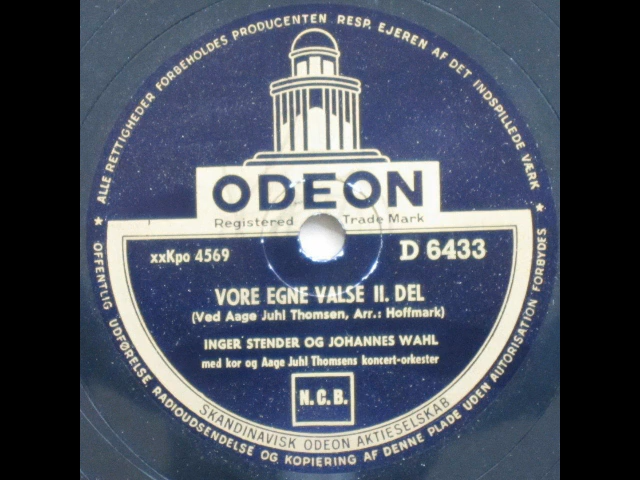 ★ ALLE RETTIGHEDER FORBEHOLDES PRODUCENTEN RESP. EJEREN AF DET INDSPILLEDE VÆRK ★
ODEON
Registered Trade Mark
xxKpo 4569
D 6433
VORE EGNE VALSE II. DEL
(Ved Aage Juhl Thomsen, Arr.: Hoffmark)
INGER STENDER OG JOHANNES WAHL
med kor og Aage Juhl Thomsens koncert-orkester
N.C.B.
SKANDINAVISK ODEON AKTIESELSKAB
OFFENTLIG UDFØRELSE, RADIOUDSENDELSE OG KOPIERING AF DENNE PLADE UDEN AUTORISATION FORBYDES